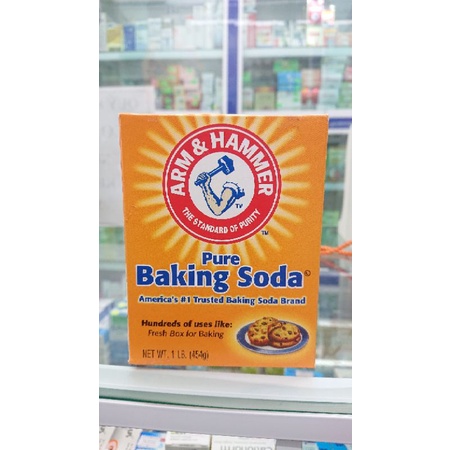 ARM & HAMMER
THE STANDARD OF PURITY
TM
Pure
Baking Soda
America's #1 Trusted Baking Soda Brand
Hundreds of uses like:
Fresh Box for Baking
NET WT. 1 LB. (454g)